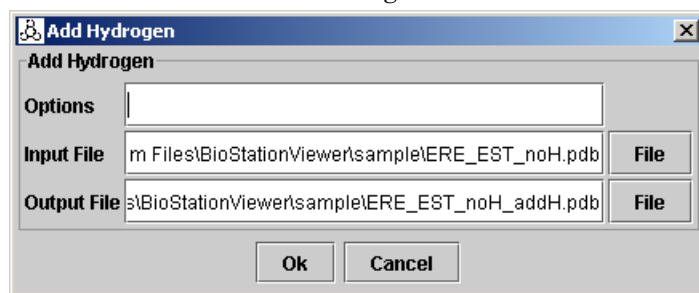 Add Hydrogen
Add Hydrogen
Options
Input File m Files\BioStationViewer\sample\ERE_EST_noH.pdb File
Output File s\BioStationViewer\sample\ERE_EST_noH_addH.pdb File
Ok Cancel